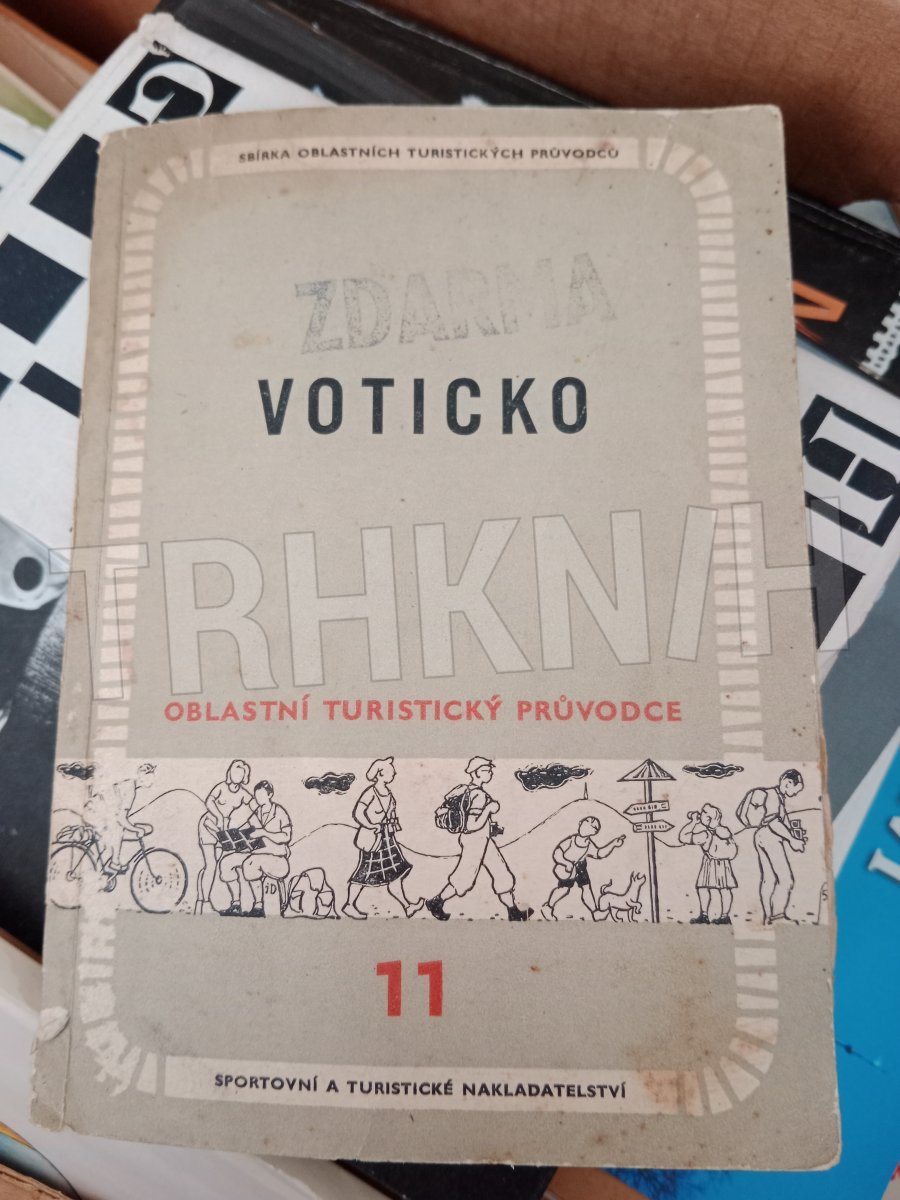 SBÍRKA OBLASTNÍCH TURISTICKÝCH PRŮVODCŮ
ZDARMA
VOTICKO
TRHKNIH
OBLASTNÍ TURISTICKÝ PRŮVODCE
11
SPORTOVNÍ A TURISTICKÉ NAKLADATELSTVÍ